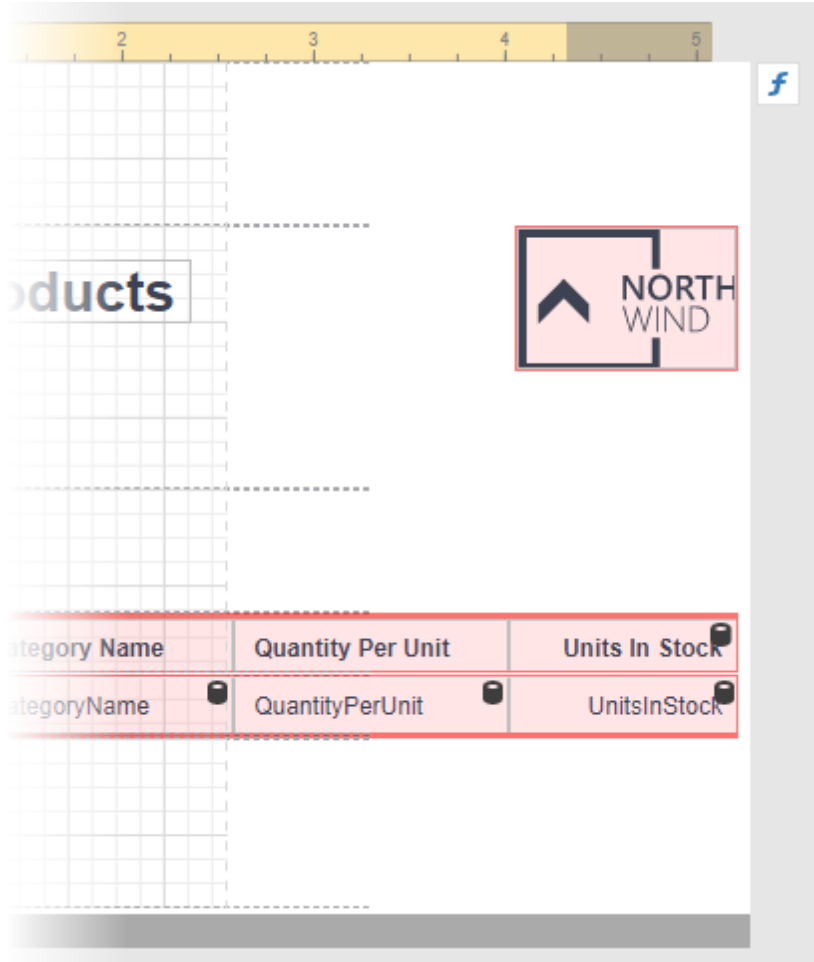 2 3 4 5
f
oducts
NORTH
WIND
ategory Name Quantity Per Unit Units In Stock
ategoryName QuantityPerUnit UnitsInStock